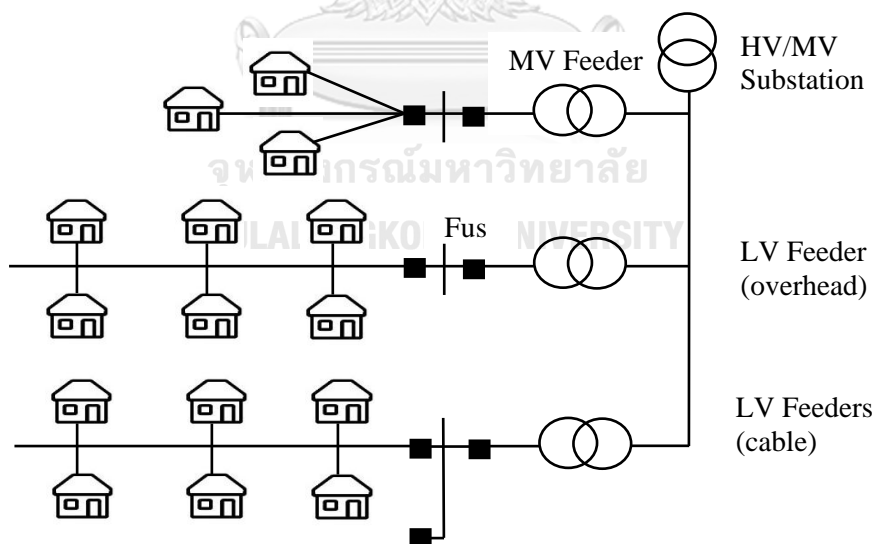 MV Feeder
HV/MV
Substation
Fus
LV Feeder
(overhead)
LV Feeders
(cable)